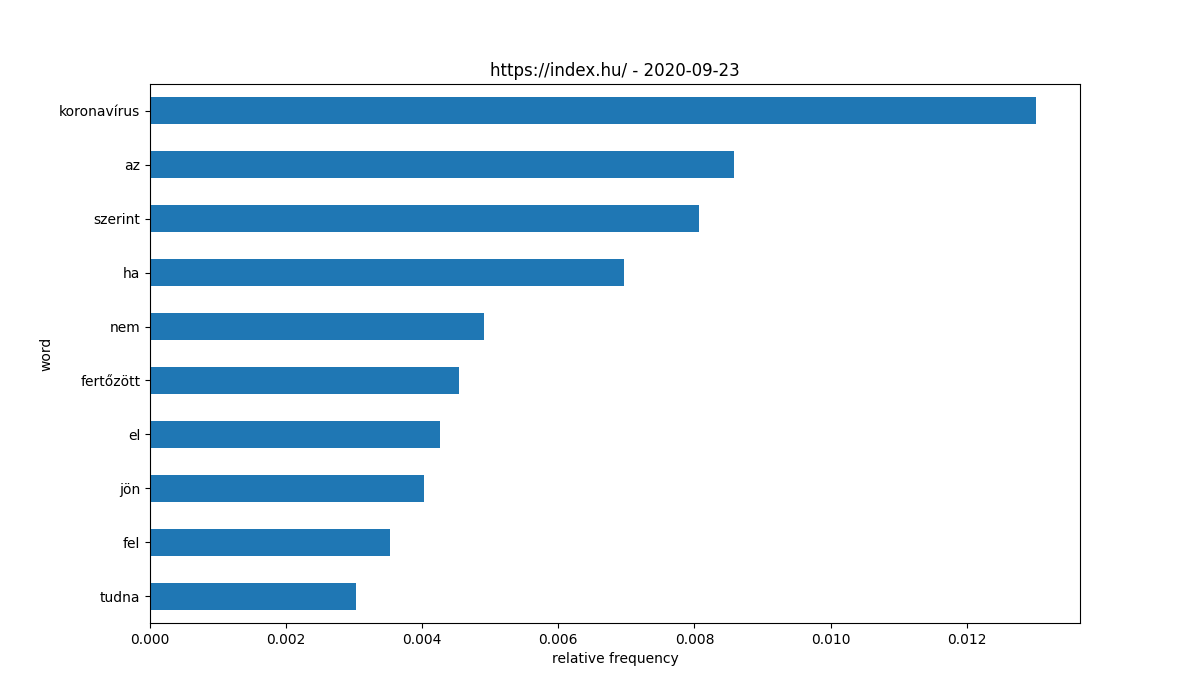 https://index.hu/ - 2020-09-23
koronavírus
az
szerint
ha
nem
fertőzött
el
jön
fel
tudna
word
0.000 0.002 0.004 0.006 0.008 0.010 0.012
relative frequency